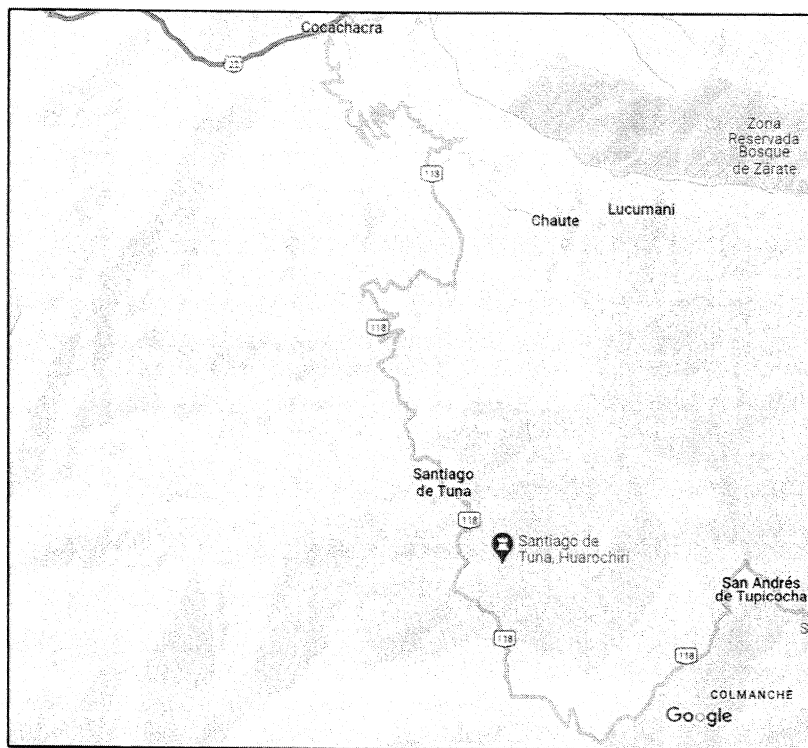 Cocachacra
22
Zona
Reservada
Bosque
de Zárate
118
Lucumani
Chaute
118
Santiago
de Tuna
118
Santiago de
Tuna, Huarochiri
San Andrés
de Tupicocha
S
118
118
COLMANCHE
Google